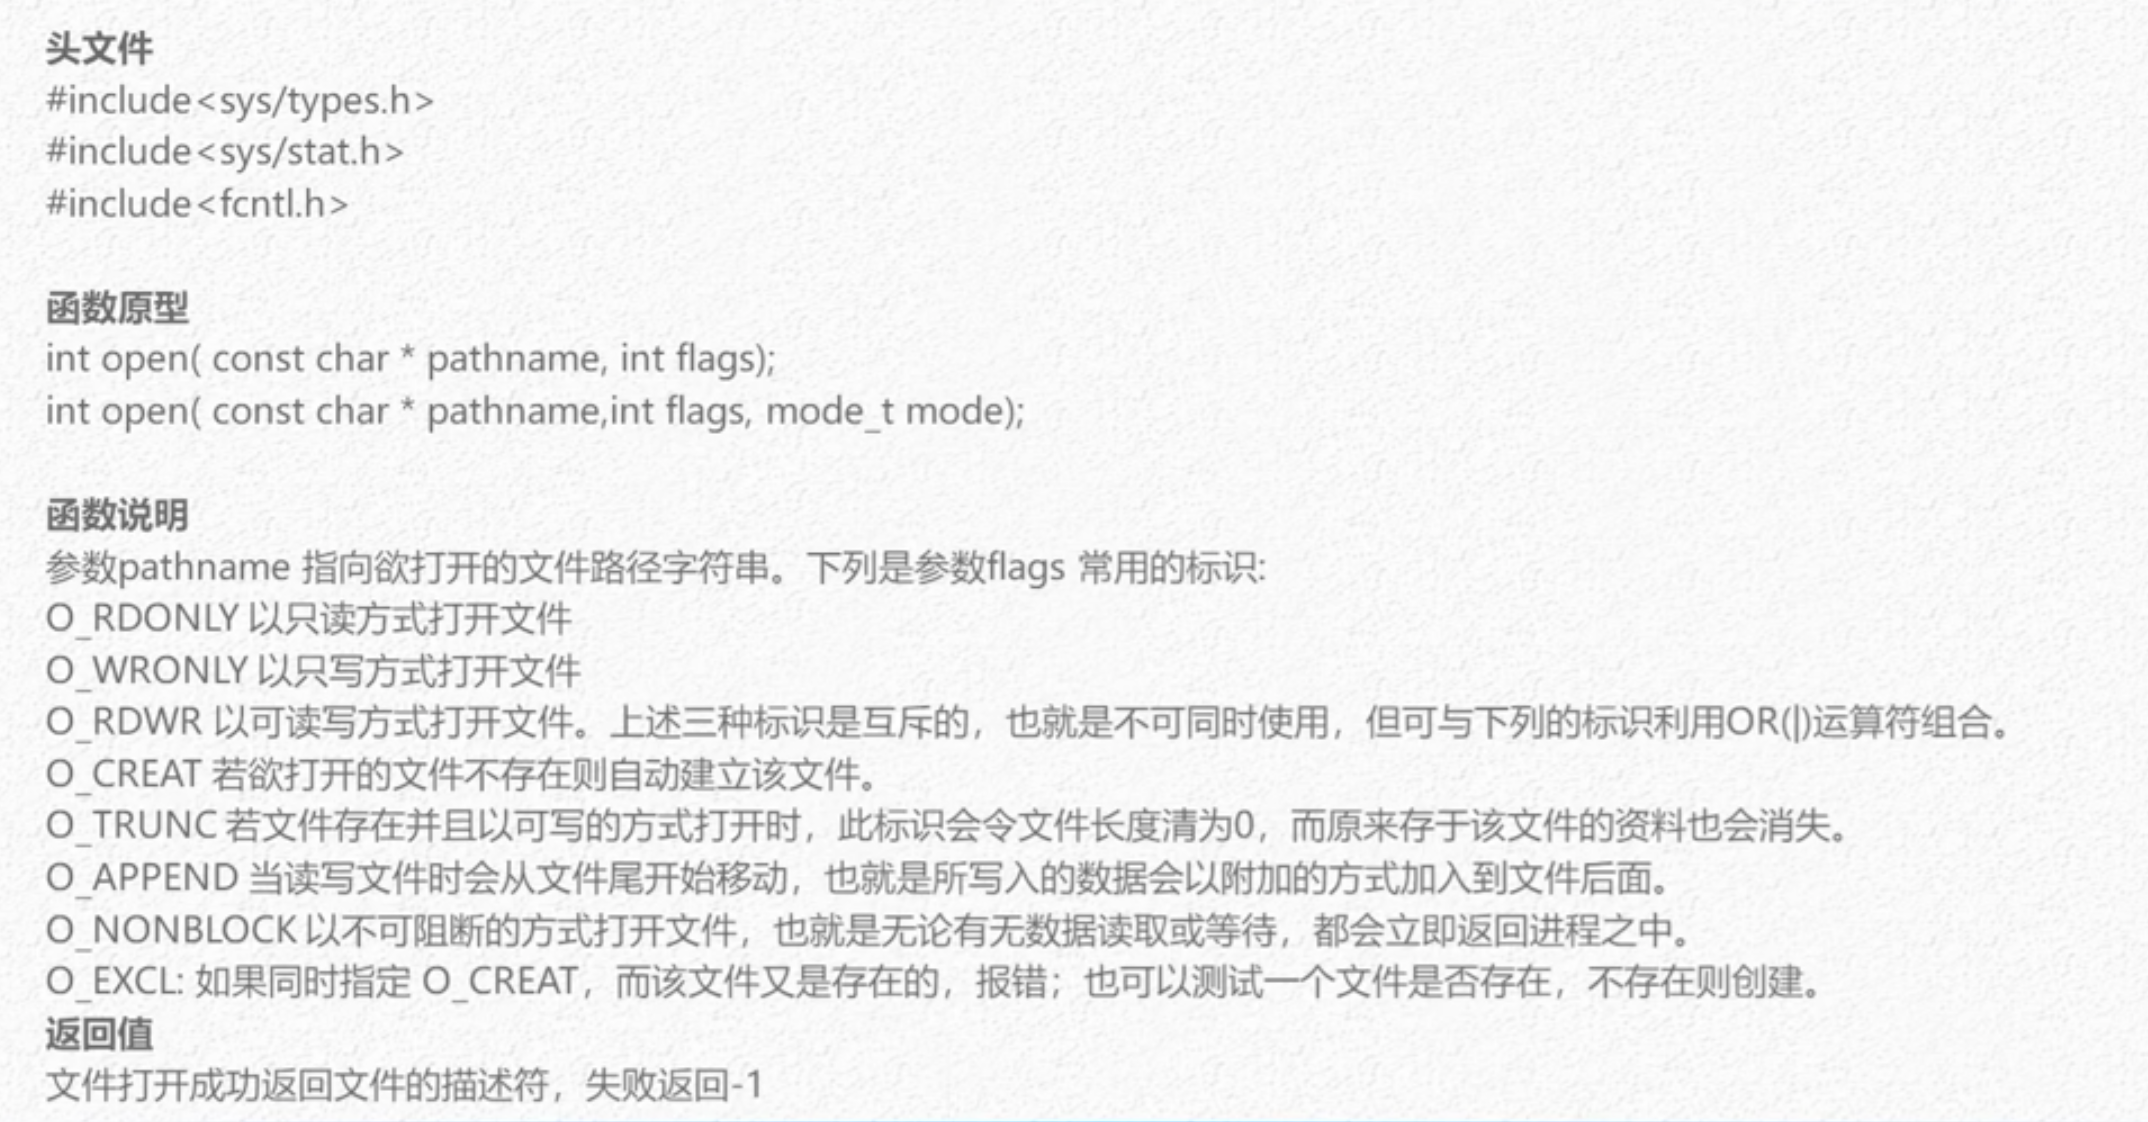 头文件
#include<sys/types.h>
#include<sys/stat.h>
#include<fcntl.h>
函数原型
int open( const char * pathname, int flags);
int open( const char * pathname,int flags, mode_t mode);
函数说明
参数pathname 指向欲打开的文件路径字符串。下列是参数flags 常用的标识:
O_RDONLY 以只读方式打开文件
O_WRONLY 以只写方式打开文件
O_RDWR 以可读写方式打开文件。上述三种标识是互斥的，也就是不可同时使用，但可与下列的标识利用OR(|)运算符组合。
O_CREAT 若欲打开的文件不存在则自动建立该文件。
O_TRUNC 若文件存在并且以可写的方式打开时，此标识会令文件长度清为0，而原来存于该文件的资料也会消失。
O_APPEND 当读写文件时会从文件尾开始移动，也就是所写入的数据会以附加的方式加入到文件后面。
O_NONBLOCK 以不可阻断的方式打开文件，也就是无论有无数据读取或等待，都会立即返回进程之中。
O_EXCL: 如果同时指定 O_CREAT，而该文件又是存在的，报错；也可以测试一个文件是否存在，不存在则创建。
返回值
文件打开成功返回文件的描述符，失败返回-1